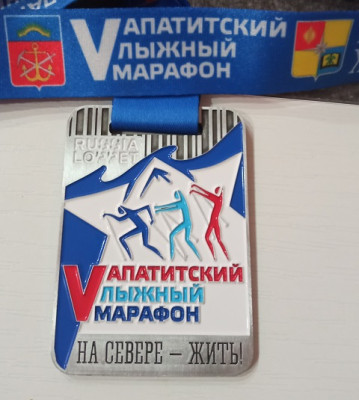 V АПАТИТСКИЙ
ЛЫЖНЫЙ
МАРАФОН
RUSSIA
LOPPET
V АПАТИТСКИЙ
ЛЫЖНЫЙ
МАРАФОН
НА СЕВЕРЕ – ЖИТЬ!